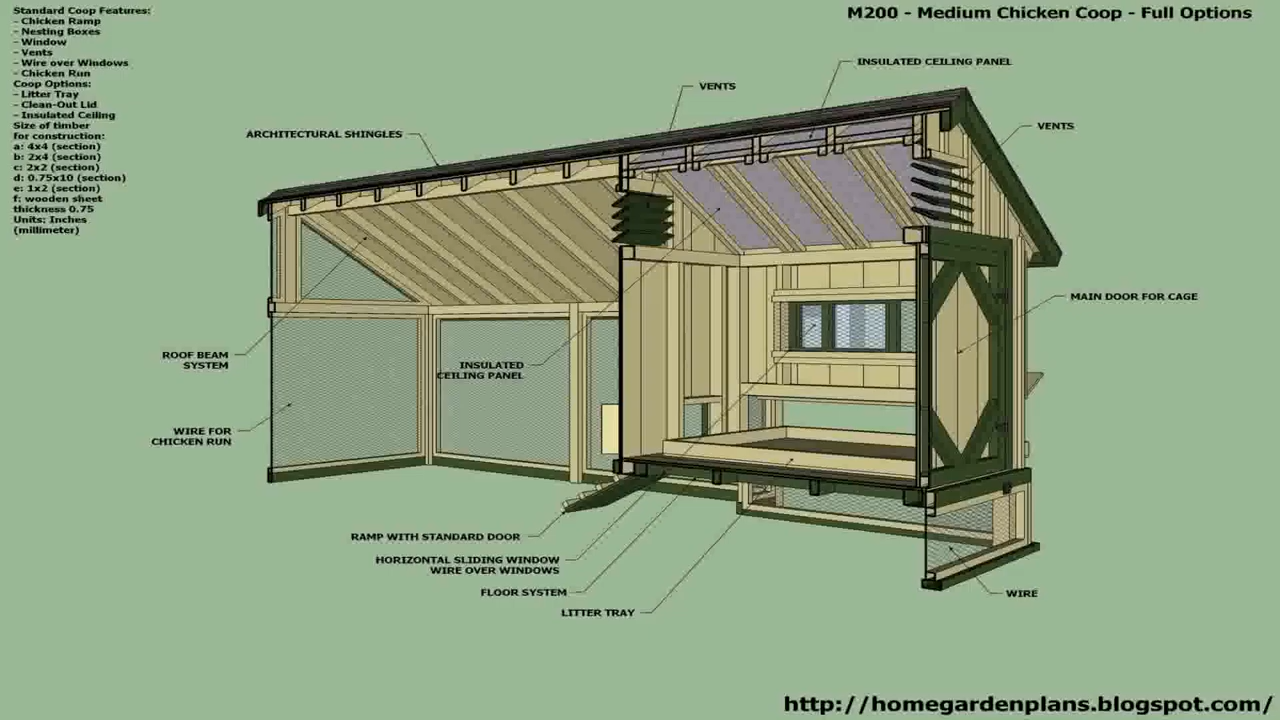 Standard Coop Features:
- Chicken Ramp
- Nesting Boxes
- Window
- Vents
- Wire over Windows
- Chicken Run
Coop Options:
- Litter Tray
- Clean-Out Lid
- Insulated Ceiling
Size of timber
for construction:
a: 4x4 (section)
b: 2x4 (section)
c: 2x2 (section)
d: 0.75x10 (section)
e: 1x2 (section)
f: wooden sheet
thickness 0.75
Units: Inches
(millimeter)
M200 - Medium Chicken Coop - Full Options
INSULATED CEILING PANEL
VENTS
VENTS
ARCHITECTURAL SHINGLES
MAIN DOOR FOR CAGE
ROOF BEAM
SYSTEM
INSULATED
CEILING PANEL
WIRE FOR
CHICKEN RUN
RAMP WITH STANDARD DOOR
HORIZONTAL SLIDING WINDOW
WIRE OVER WINDOWS
FLOOR SYSTEM
WIRE
LITTER TRAY
http://homegardenplans.blogspot.com/